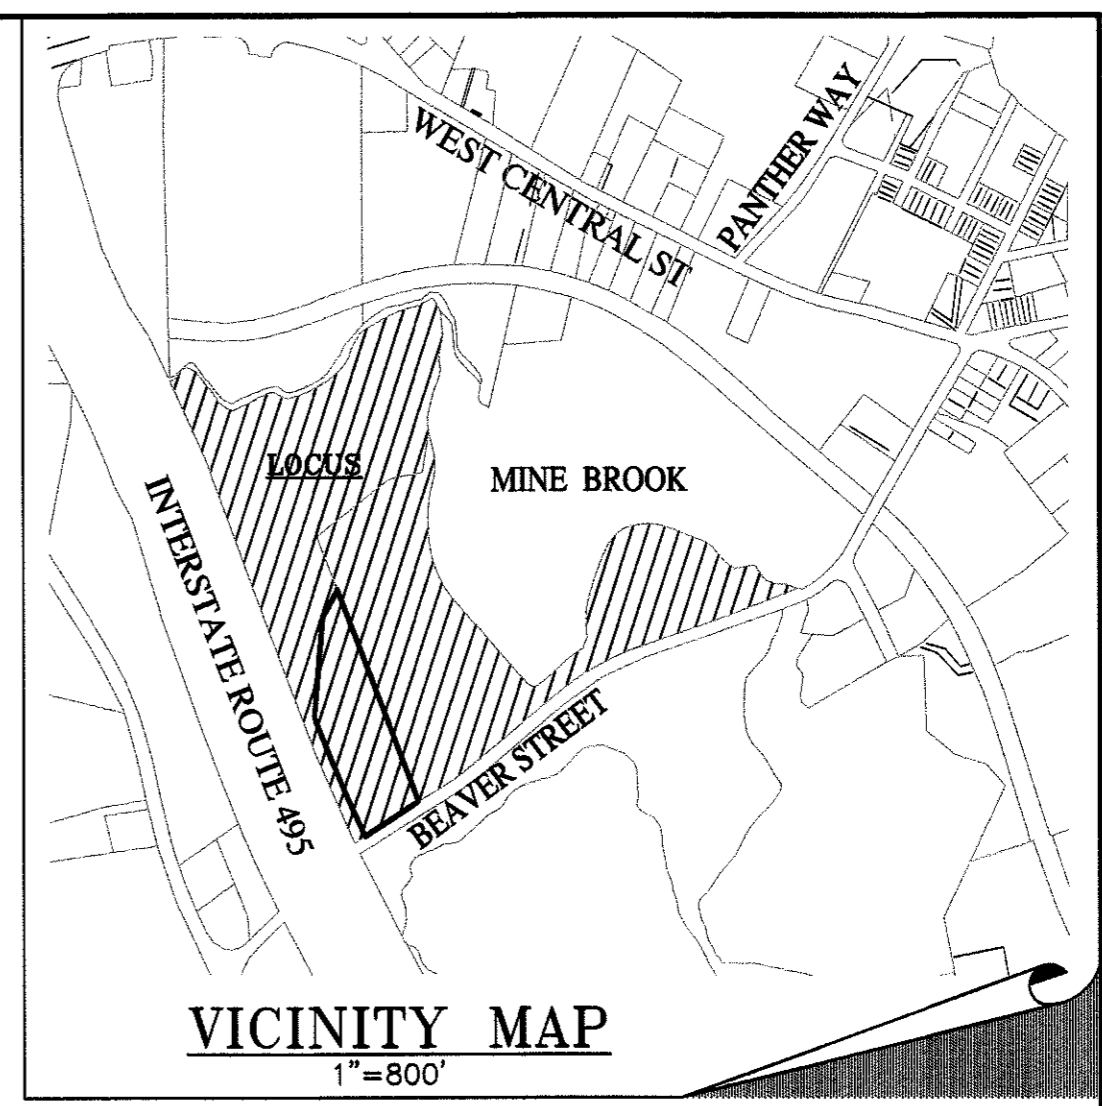 WEST CENTRAL ST
PANTHER WAY
LOCUS
MINE BROOK
INTERSTATE ROUTE 495
BEAVER STREET
VICINITY MAP
1"=800'